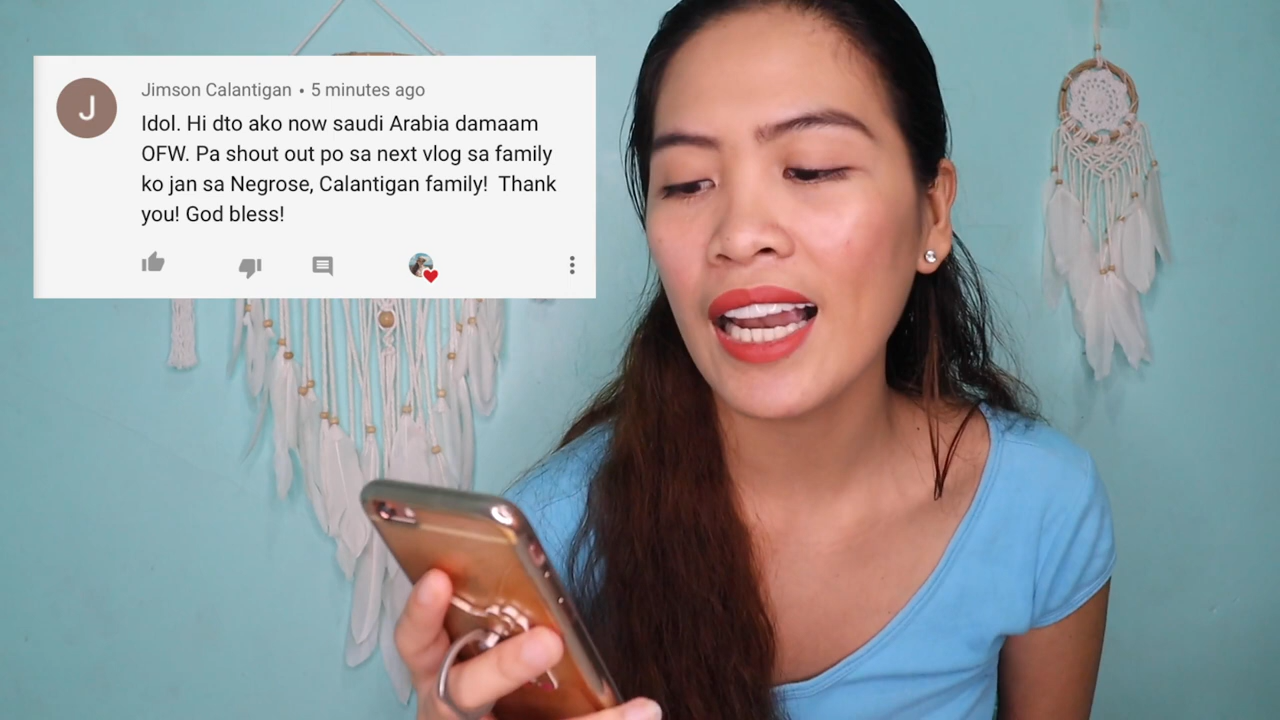 J
Jimson Calantigan • 5 minutes ago
Idol. Hi dto ako now saudi Arabia damaam
OFW. Pa shout out po sa next vlog sa family
ko jan sa Negrose, Calantigan family!  Thank
you! God bless!